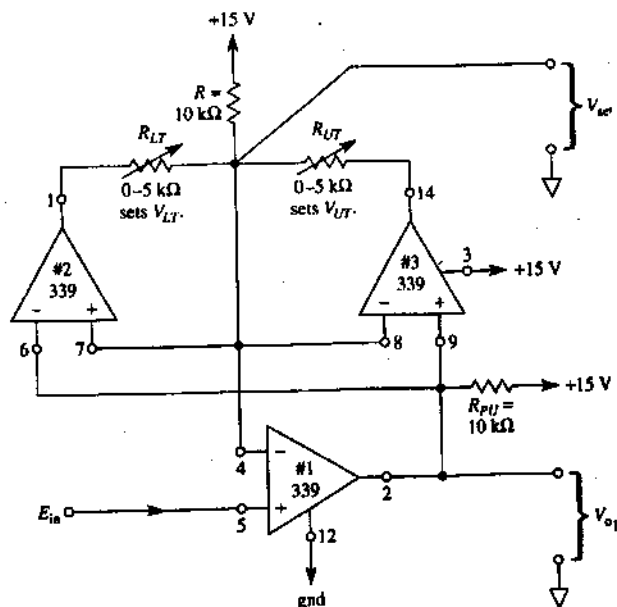 +15 V
R =
10 kΩ
R_LT
R_UT
0–5 kΩ
sets V_LT.
0–5 kΩ
sets V_UT.
1
14
#2
339
#3
339
3
+15 V
- +
- +
6
7
8
9
+15 V
R_PU =
10 kΩ
4
-
#1
339
2
E_in
5
+
12
gnd
V_o1